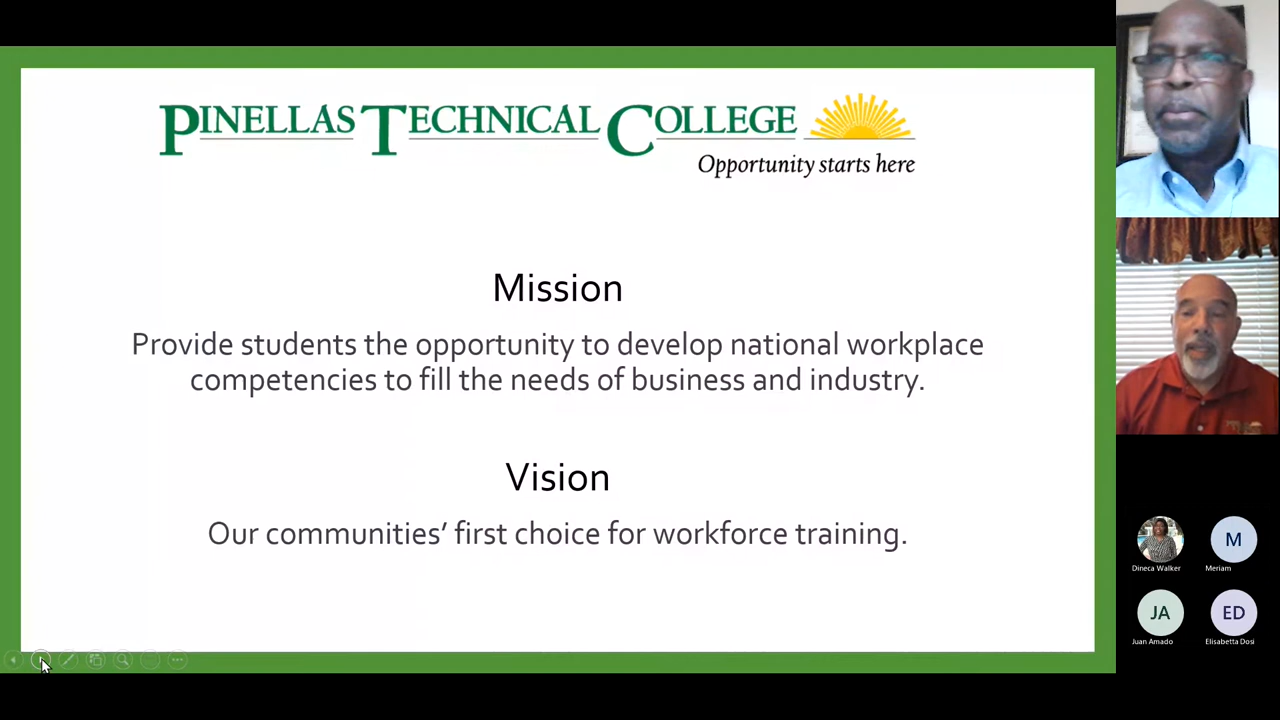 PINELLAS TECHNICAL COLLEGE
Opportunity starts here
Mission
Provide students the opportunity to develop national workplace
competencies to fill the needs of business and industry.
Vision
Our communities’ first choice for workforce training.
Dineca Walker
M
Meriam
JA
Juan Amado
ED
Elisabetta Dosi